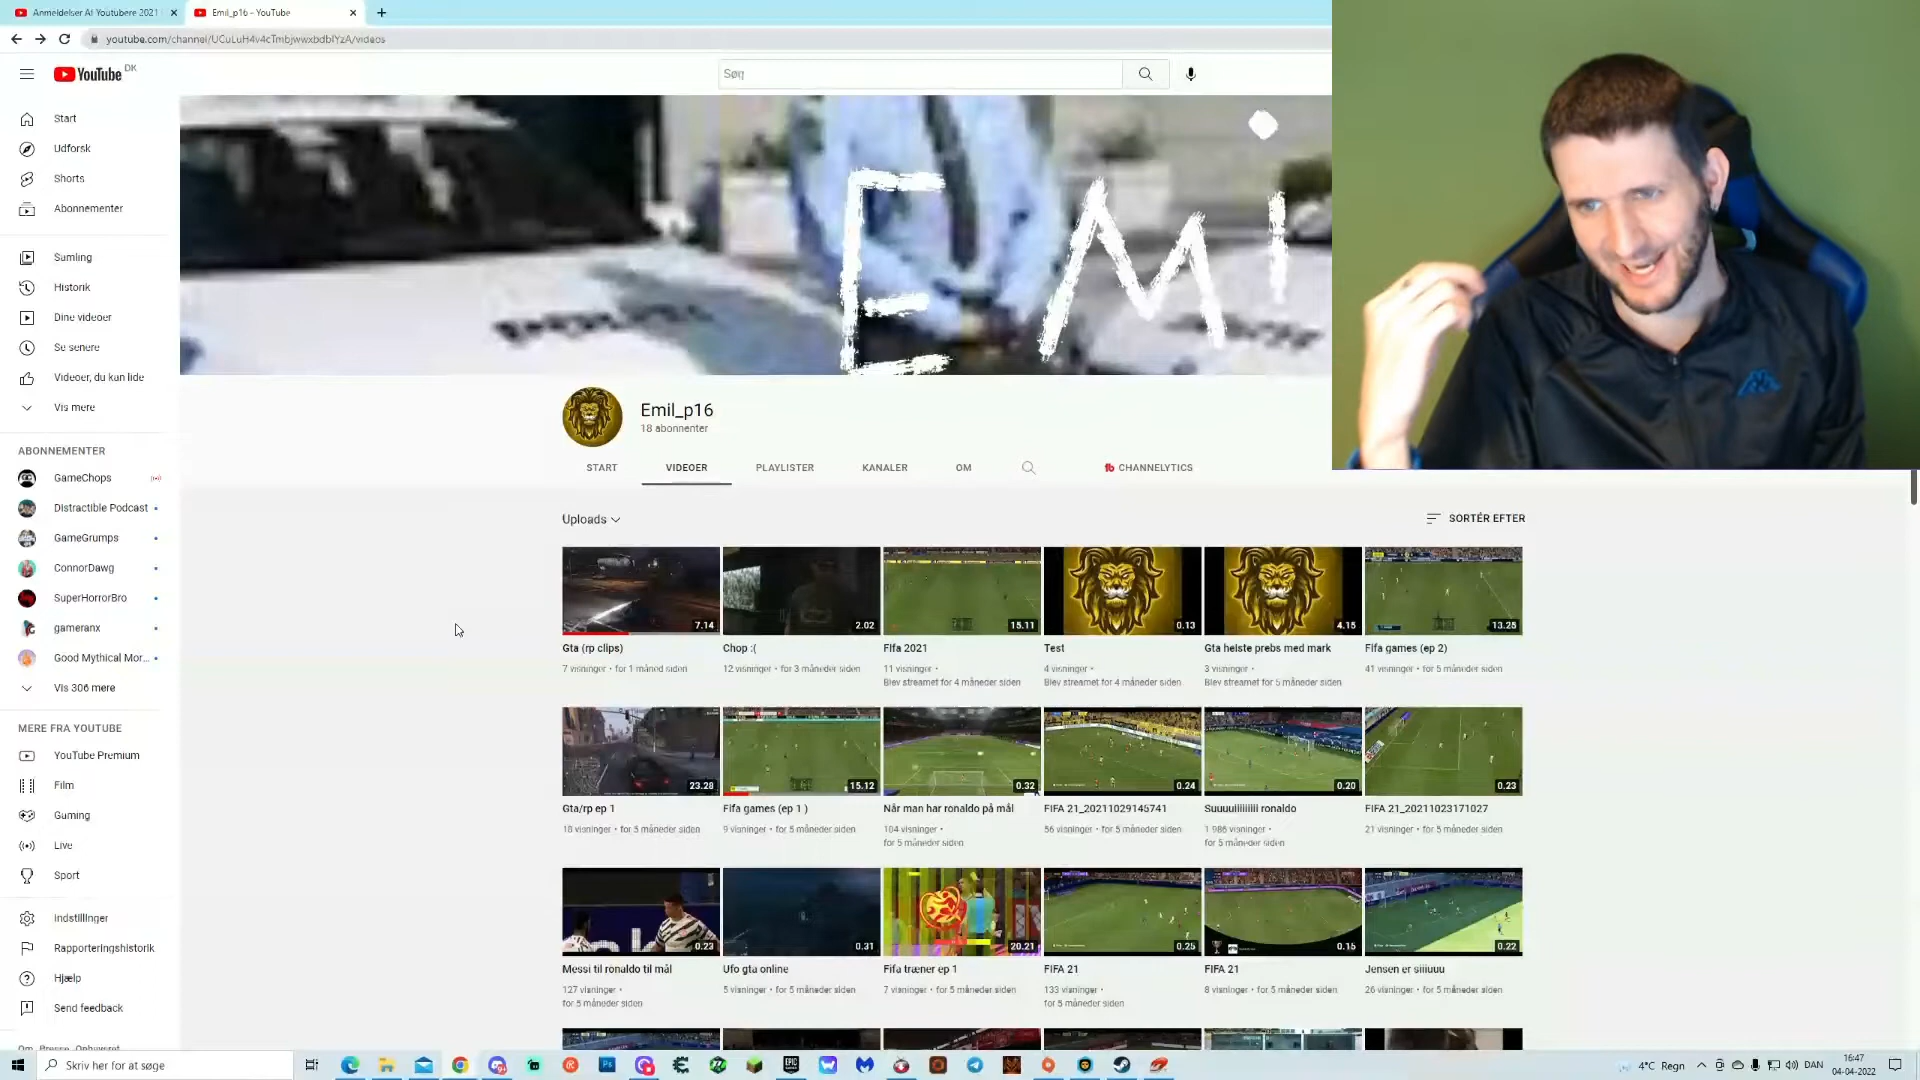 Anmeldelser Af Youtubere 2021
Emil_p16 - YouTube
youtube.com/channel/UCuLuH4v4cTmbjwwxbdblYzA/videos
YouTube DK
Søg
Start
Udforsk
Shorts
Abonnementer
Samling
Historik
Dine videoer
Se senere
Videoer, du kan lide
Vis mere
ABONNEMENTER
GameChops
Distractible Podcast
GameGrumps
ConnorDawg
SuperHorrorBro
gameranx
Good Mythical Mor...
Vis 306 mere
MERE FRA YOUTUBE
YouTube Premium
Film
Gaming
Live
Sport
Indstillinger
Rapporteringshistorik
Hjælp
Send feedback
EMI
Emil_p16
18 abonnenter
START VIDEOER PLAYLISTER KANALER OM CHANNELYTICS
Uploads
SORTÉR EFTER
7.14 2.02 15.11 0.13 4.15 13.25
Gta (rp clips) Chop :( Fifa 2021 Test Gta heiste prebs med mark Fifa games (ep 2)
7 visninger • for 1 måned siden 12 visninger • for 3 måneder siden 11 visninger • 4 visninger • 3 visninger • 41 visninger • for 5 måneder siden
Blev streamet for 4 måneder siden Blev streamet for 4 måneder siden Blev streamet for 5 måneder siden
23.28 15.12 0.32 0.24 0.20 0.23
Gta/rp ep 1 Fifa games (ep 1 ) Når man har ronaldo på mål FIFA 21_20211029145741 Suuuuiiiiiiiii ronaldo FIFA 21_20211023171027
18 visninger • for 5 måneder siden 9 visninger • for 5 måneder siden 104 visninger • 56 visninger • for 5 måneder siden 1 986 visninger • 21 visninger • for 5 måneder siden
for 5 måneder siden for 5 måneder siden
0.23 0.31 20.21 0.25 0.15 0.22
Messi til ronaldo til mål Ufo gta online Fifa træner ep 1 FIFA 21 FIFA 21 Jensen er siiiuuu
127 visninger • 5 visninger • for 5 måneder siden 7 visninger • for 5 måneder siden 133 visninger • 8 visninger • for 5 måneder siden 26 visninger • for 5 måneder siden
for 5 måneder siden for 5 måneder siden
Skriv her for at søge
4°C Regn
DAN
16:47
04-04-2022